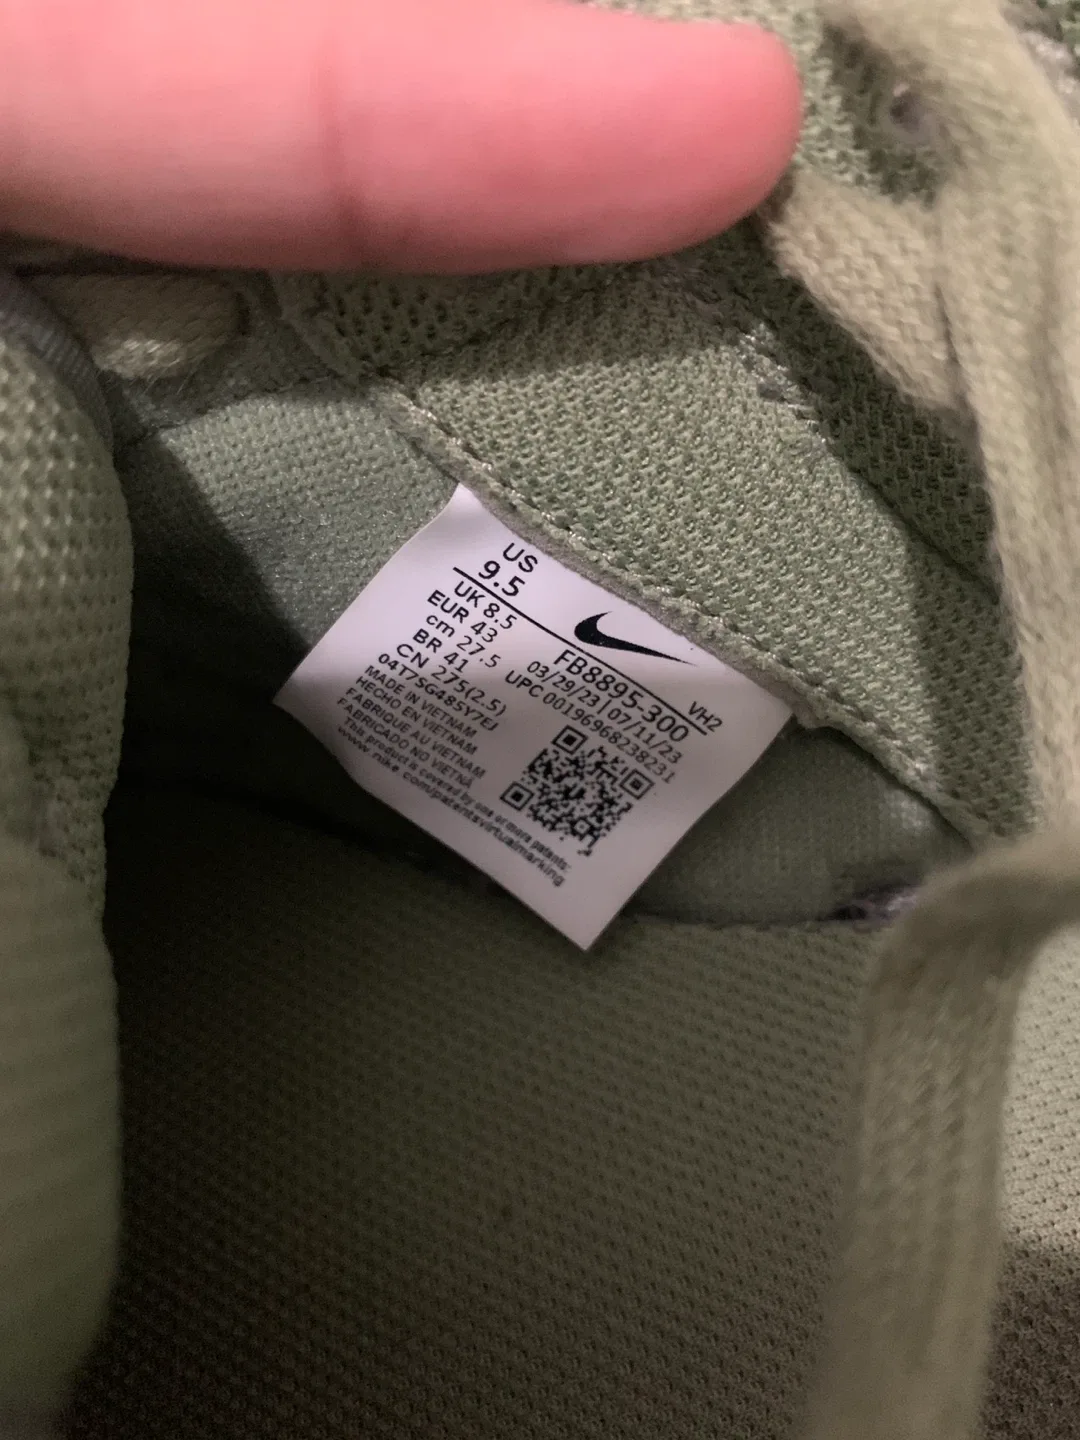 US
9.5
UK 8.5
EUR 43
cm 27.5
BR 41
CN 275(2.5)
04T7SG485Y7EJ
MADE IN VIETNAM
HECHO EN VIETNAM
FABRIQUE AU VIETNAM
FABRICADO NO VIETNÃ
This product is covered by one or more patents:
www.nike.com/patentsvirtualmarking
VH2
FB8895-300
03/29/23 | 07/11/23
UPC 00196968238231